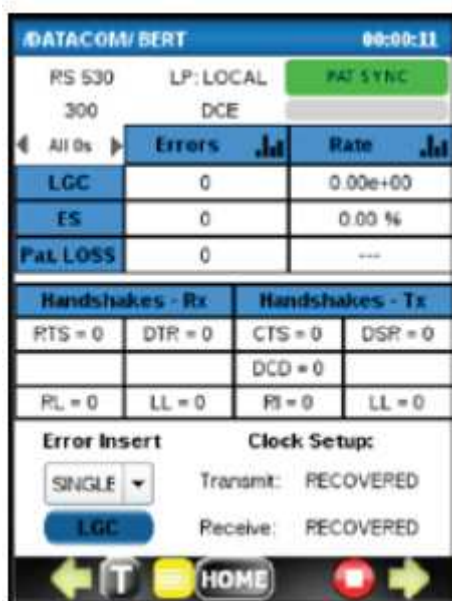 /DATACOM/ BERT 00:00:11
RS 530 LP: LOCAL PAT SYNC
300 DCE
All 0s Errors Rate
LGC 0 0.00e+00
ES 0 0.00 %
Pat. LOSS 0 ---
Handshakes - Rx Handshakes - Tx
RTS = 0 DTR = 0 CTS = 0 DSR = 0
DCD = 0
RL = 0 LL = 0 RI = 0 LL = 0
Error Insert Clock Setup:
SINGLE Transmit: RECOVERED
LGC Receive: RECOVERED
T HOME